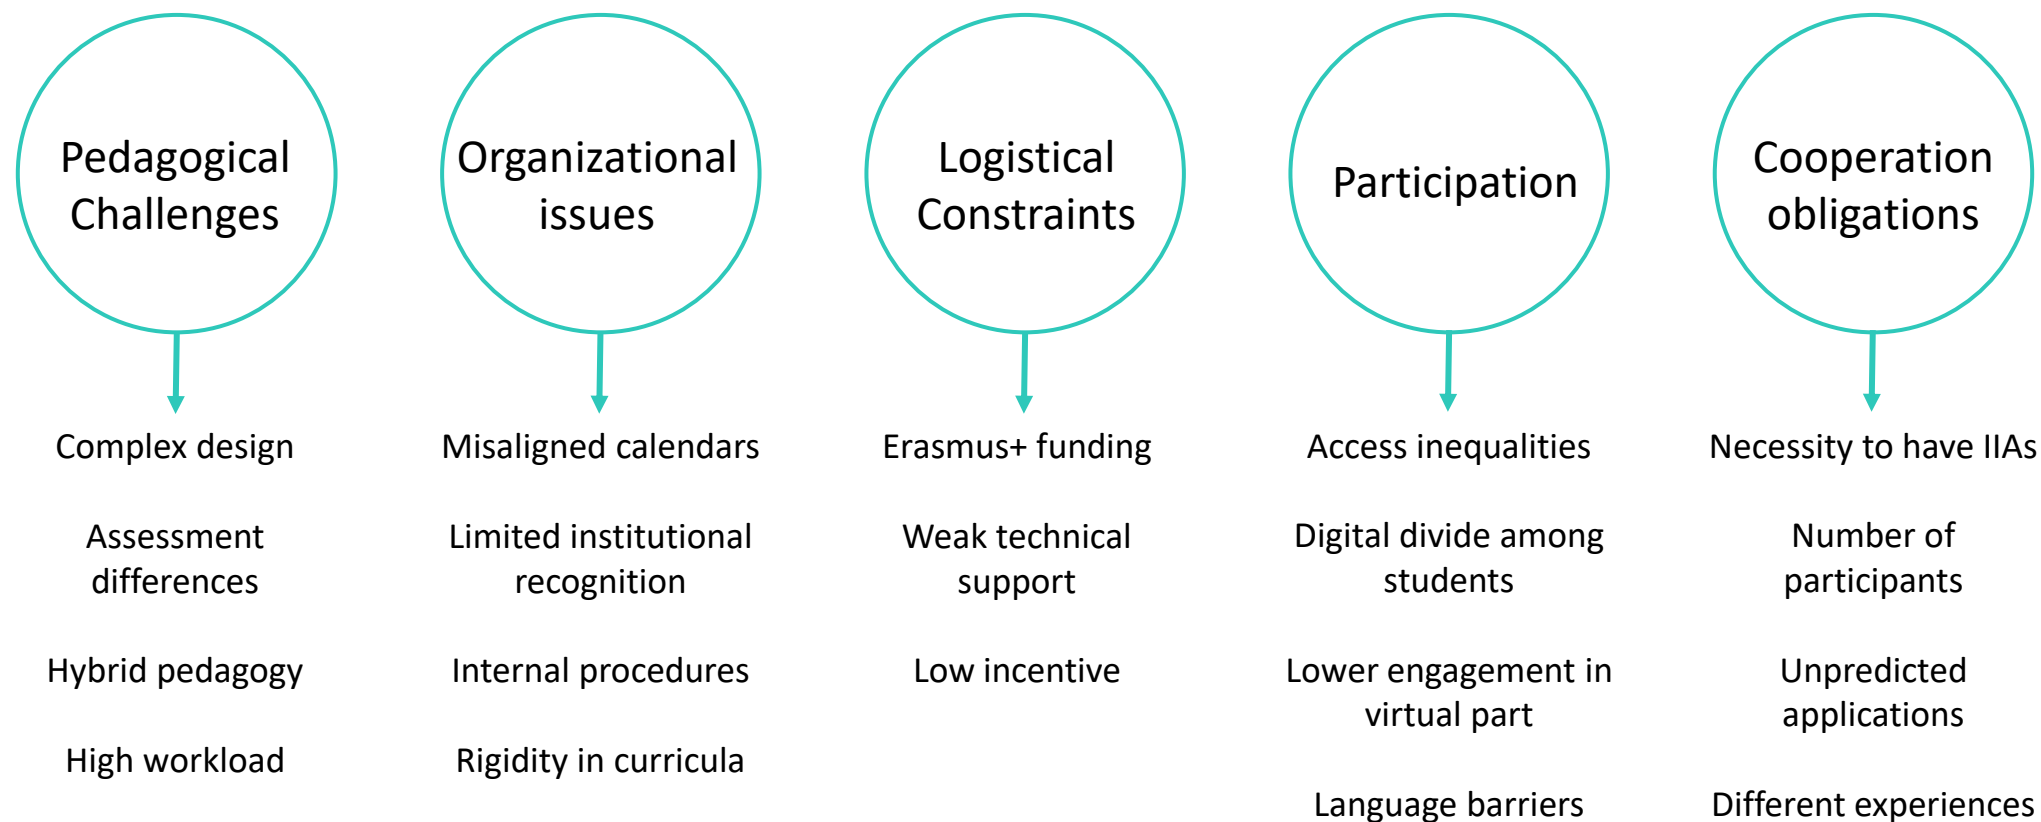 Pedagogical
Challenges
Complex design
Assessment
differences
Hybrid pedagogy
High workload
Organizational
issues
Misaligned calendars
Limited institutional
recognition
Internal procedures
Rigidity in curricula
Logistical
Constraints
Erasmus+ funding
Weak technical
support
Low incentive
Participation
Access inequalities
Digital divide among
students
Lower engagement in
virtual part
Language barriers
Cooperation
obligations
Necessity to have IIAs
Number of
participants
Unpredicted
applications
Different experiences